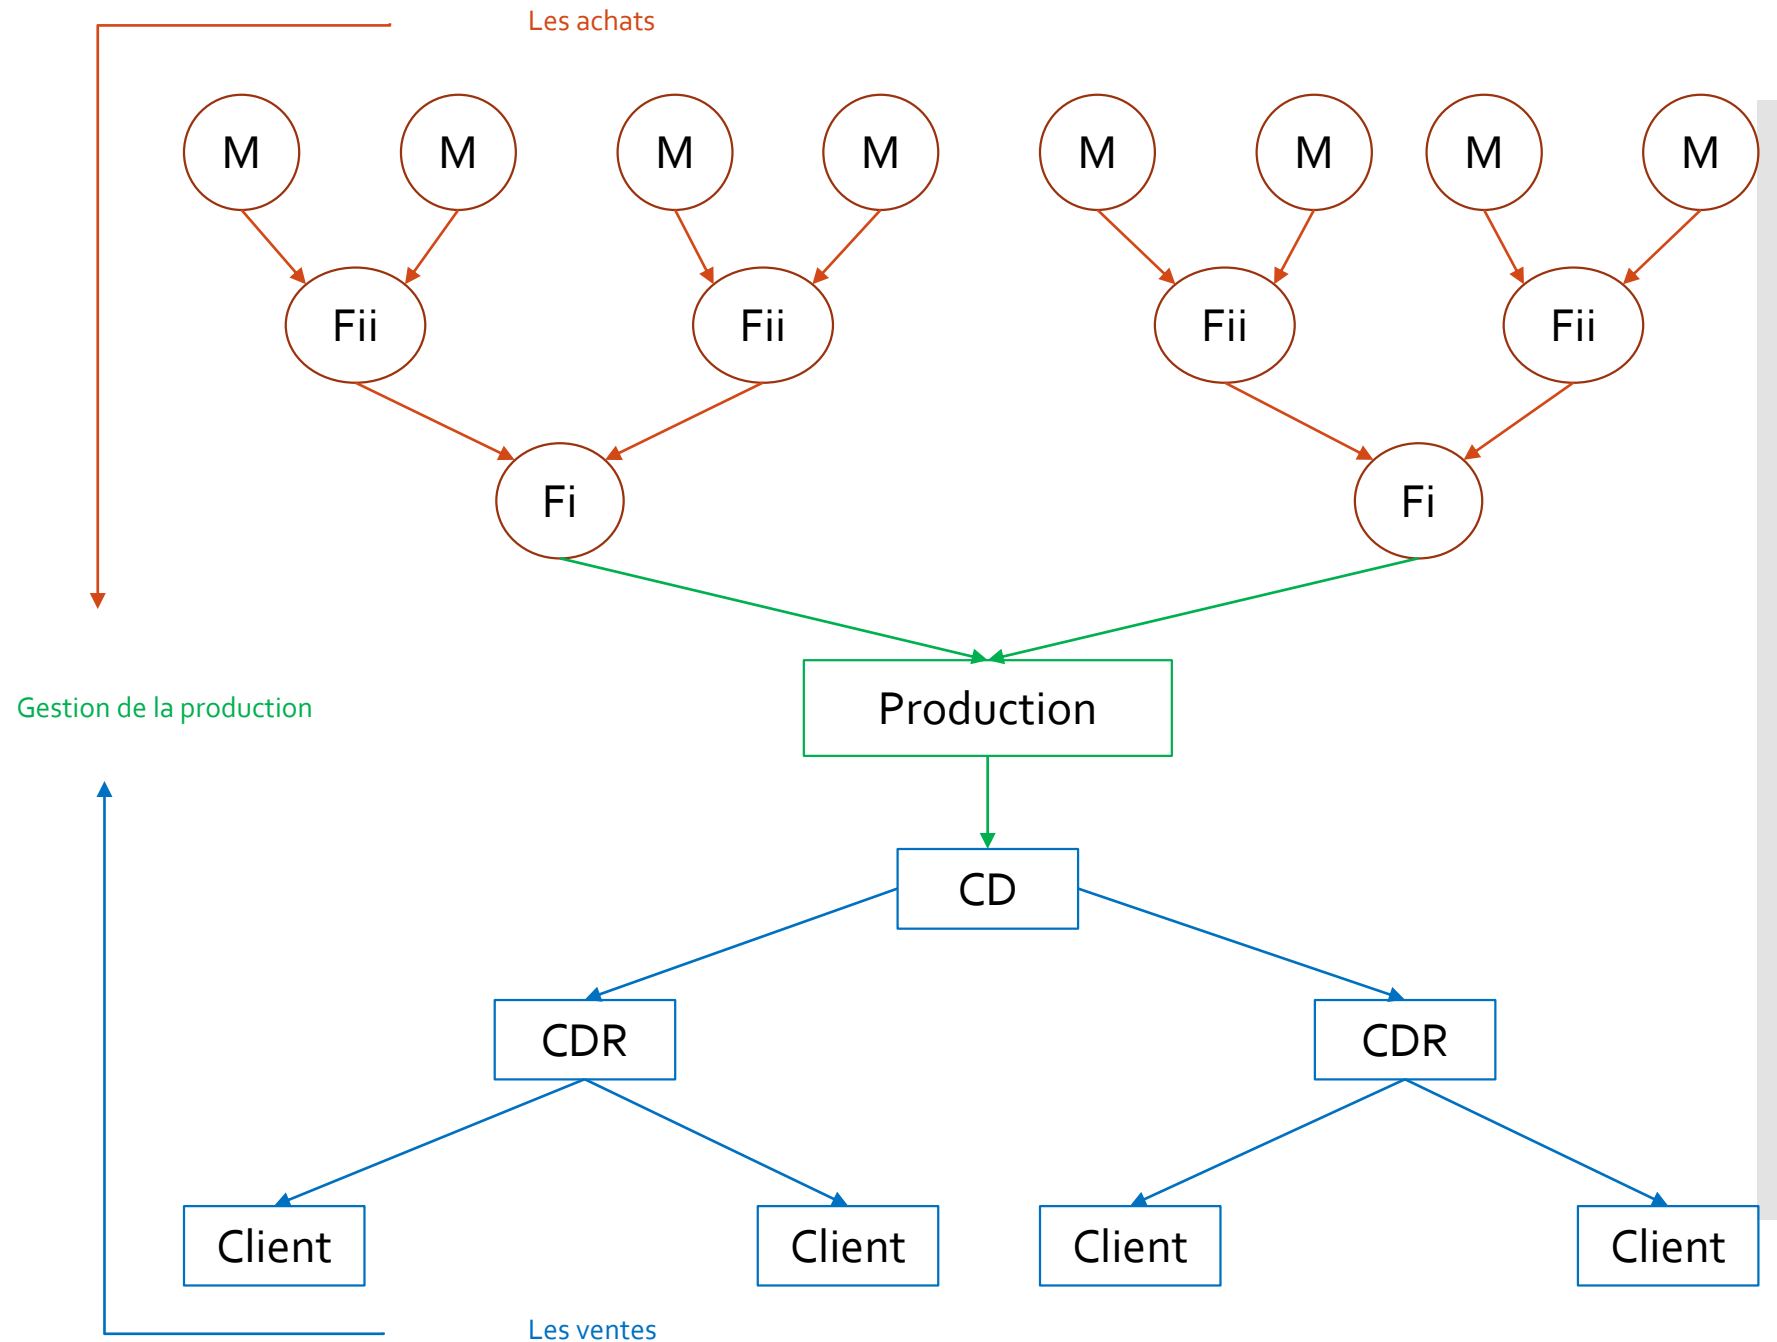 Les achats
M M M M M M M M
Fii Fii Fii Fii
Fi Fi
Gestion de la production
Production
CD
CDR CDR
Client Client Client Client
Les ventes